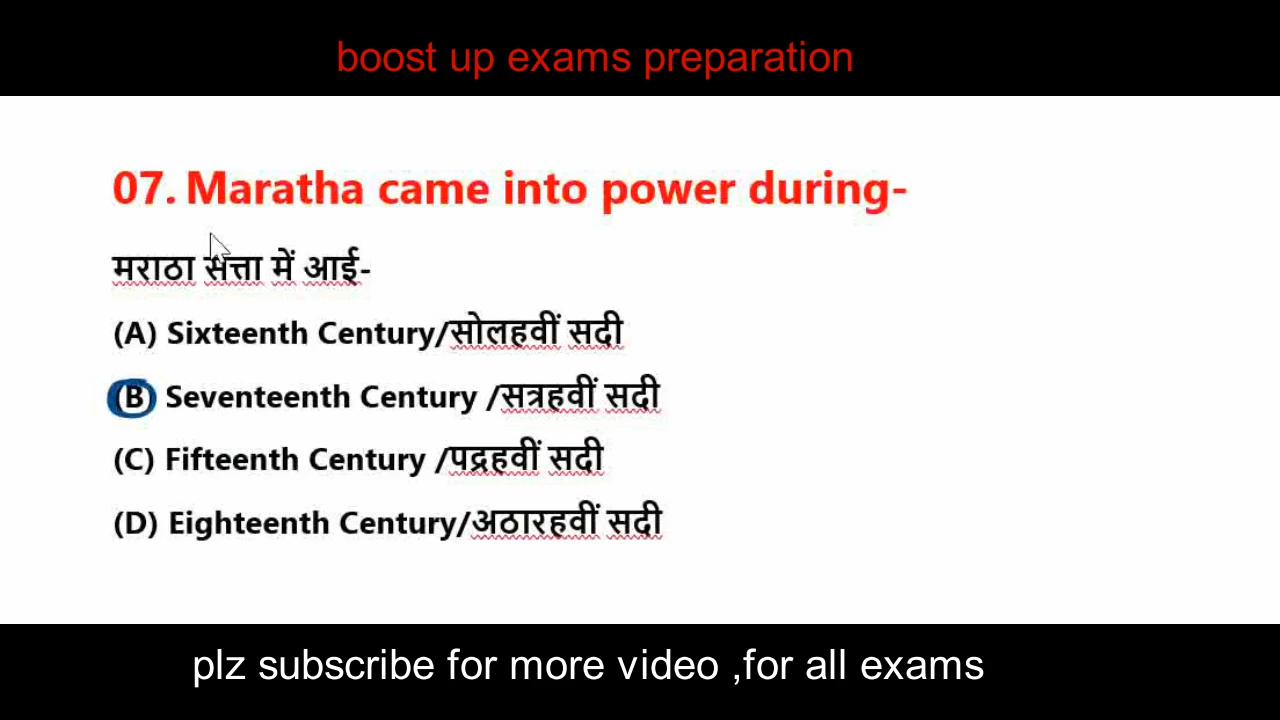 boost up exams preparation
07. Maratha came into power during-
मराठा सत्ता में आई-
(A) Sixteenth Century/सोलहवीं सदी
(B) Seventeenth Century /सत्रहवीं सदी
(C) Fifteenth Century /पद्रहवीं सदी
(D) Eighteenth Century/अठारहवीं सदी
plz subscribe for more video ,for all exams